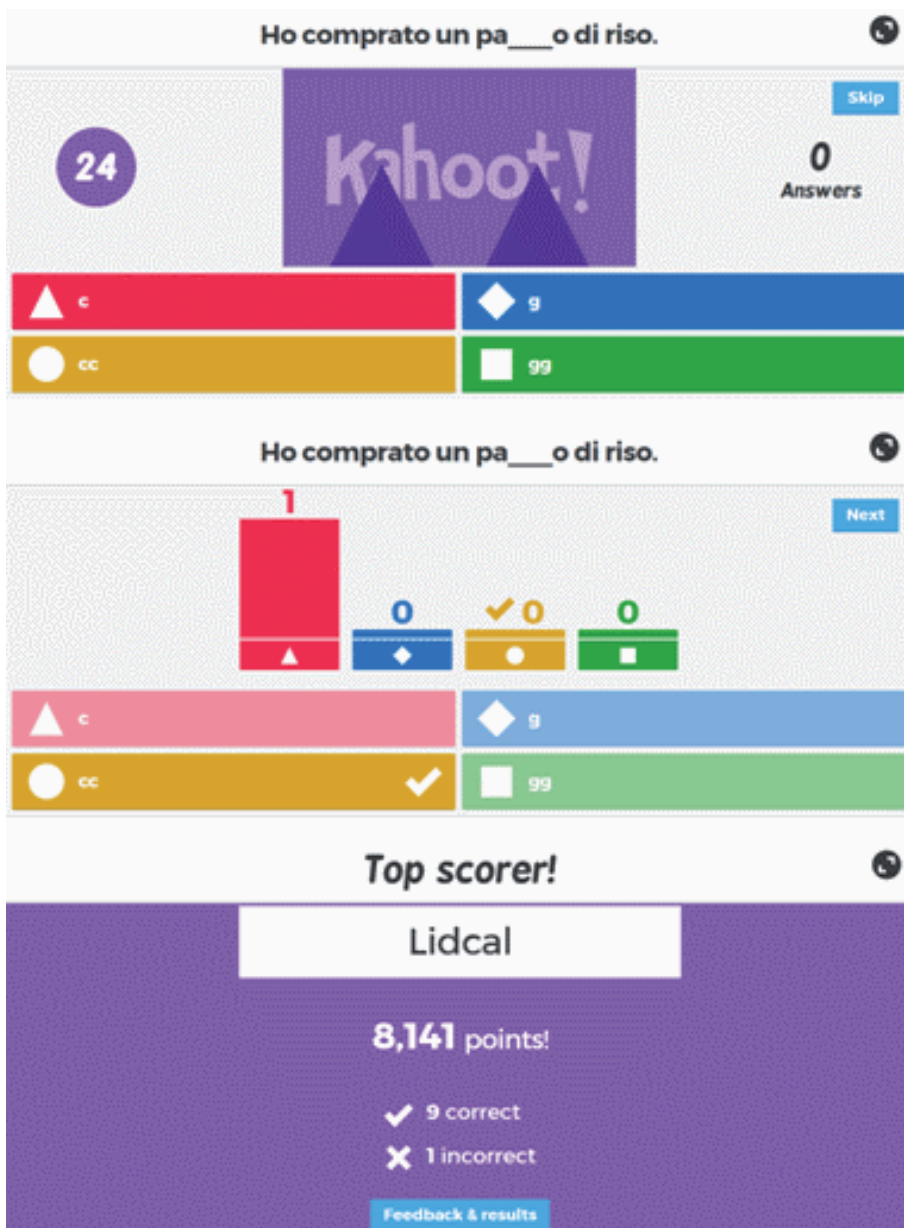 Ho comprato un pa___o di riso.
Skip
24
Kahoot!
0
Answers
c
g
cc
gg
Ho comprato un pa___o di riso.
Next
1
0
0
0
c
g
cc
gg
Top scorer!
Lidcal
8,141 points!
9 correct
1 incorrect
Feedback & results